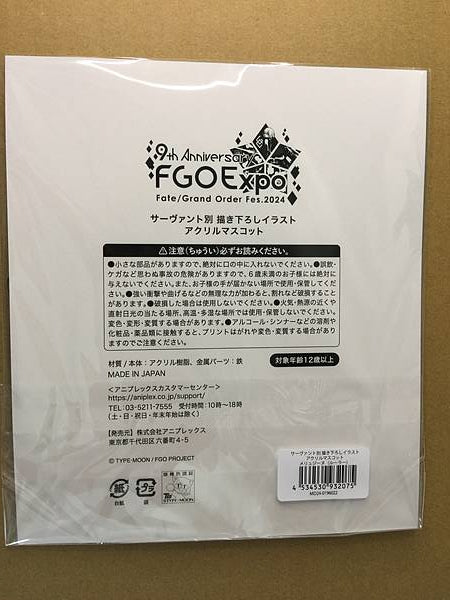 9th Anniversary
FGO Expo
Fate/Grand Order Fes.2024
サーヴァント別 描き下ろしイラスト
アクリルマスコット
⚠注意(ちゅうい)必ずお読みください。
●小さな部品がありますので、絶対に口の中に入れないでください。●誤飲、
ケガなど思わぬ事故の危険がありますので、6歳未満のお子様には絶対に
与えないでください。また、お子様の手が届かない場所で使用・保管してくだ
さい。●強い衝撃や曲げるなどの無理な力が加わると、割れなど破損すること
があります。●破損した場合は使用しないでください。●火気・熱源の近くや
直射日光の当たる場所、高温・多湿な場所では使用・保管しないでください。
変色・変形・変質する場合があります。●アルコール・シンナーなどの溶剤や
化粧品・薬品類に接触すると、プリントはがれや変色・変質する場合があり
ますのでご注意ください。
材質/本体:アクリル樹脂、金属パーツ:鉄
MADE IN JAPAN
対象年齢12歳以上
<アニプレックスカスタマーセンター>
https://aniplex.co.jp/support/
TEL:03-5211-7555 受付時間:10時~18時
(土・日・祝日・年末年始は除く)
【発売元】株式会社アニプレックス
東京都千代田区六番町4-5
© TYPE-MOON / FGO PROJECT
サーヴァント別 描き下ろしイラスト
アクリルマスコット
メリュジーヌ(ルーラー)
4 534530 932075
紙
台紙
プラ
版権許諾証
TYPE-MOON